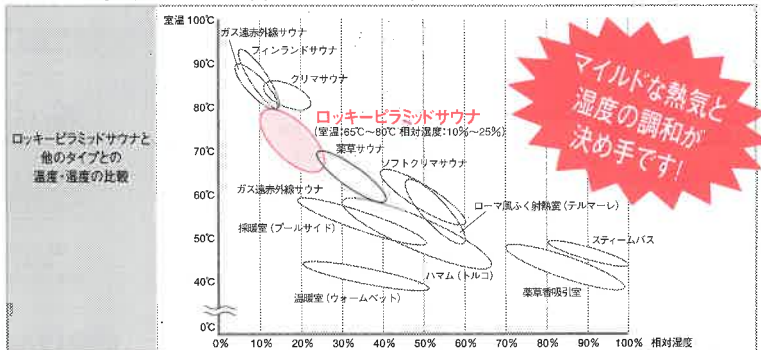 ロッキーピラミッドサウナと
他のタイプとの
温度・湿度の比較
室温
100℃
90℃
80℃
70℃
60℃
50℃
40℃
0℃
ガス遠赤外線サウナ
フィンランドサウナ
クリマサウナ
ロッキーピラミッドサウナ
(室温:65℃~80℃ 相対湿度:10%~25%)
薬草サウナ
ソフトクリマサウナ
ガス遠赤外線サウナ
ローマ風ふく射熱室(テルマーレ)
採暖室(プールサイド)
スティームバス
ハマム(トルコ)
温暖室(ウォームベット)
薬草香吸引室
0% 10% 20% 30% 40% 50% 60% 70% 80% 90% 100% 相対湿度
マイルドな熱気と
湿度の調和が
決め手です!